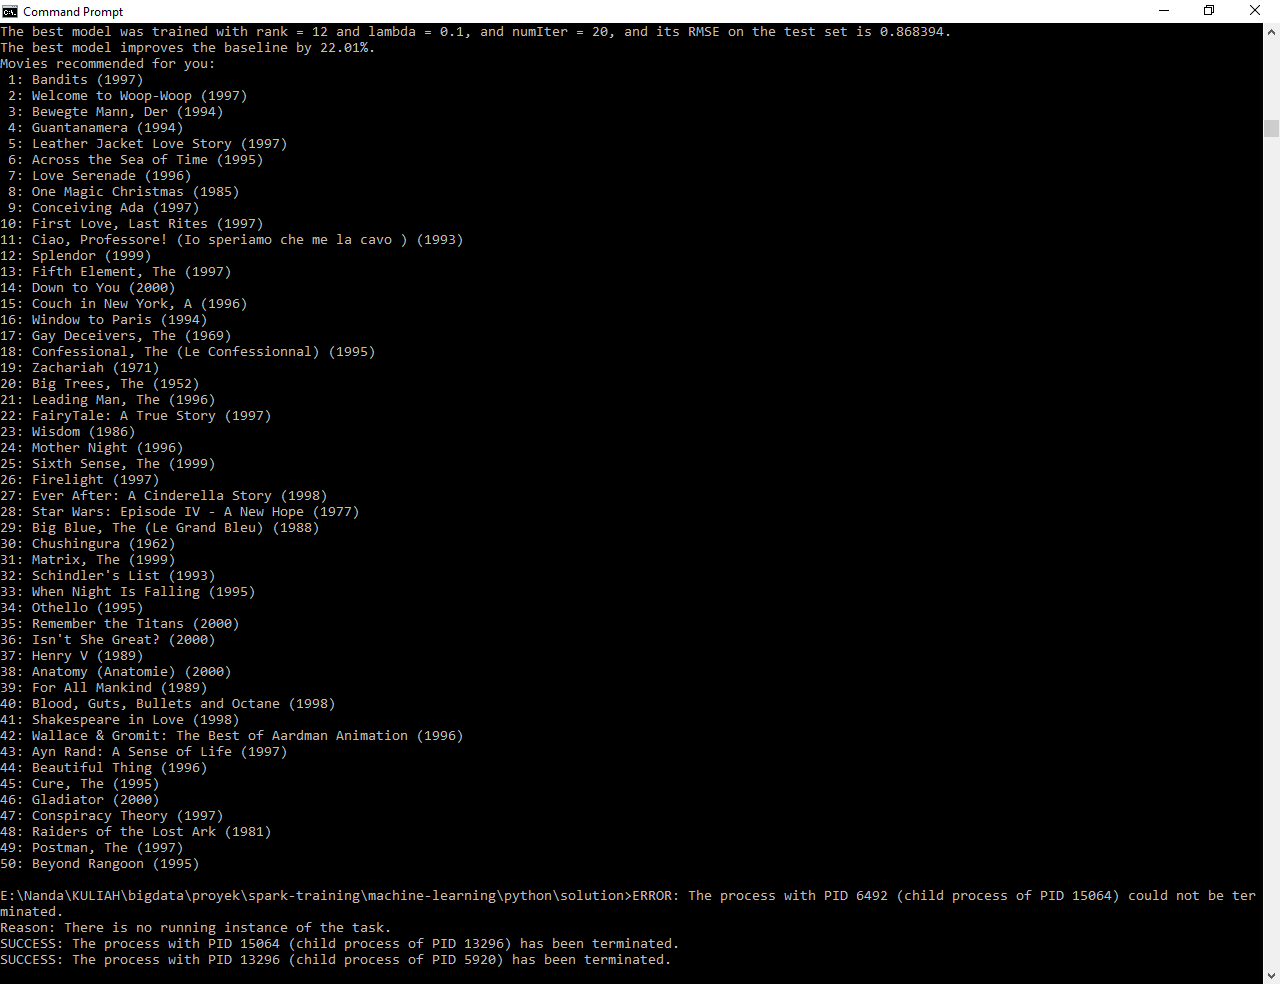 Command Prompt
The best model was trained with rank = 12 and lambda = 0.1, and numIter = 20, and its RMSE on the test set is 0.868394.
The best model improves the baseline by 22.01%.
Movies recommended for you:
 1: Bandits (1997)
 2: Welcome to Woop-Woop (1997)
 3: Bewegte Mann, Der (1994)
 4: Guantanamera (1994)
 5: Leather Jacket Love Story (1997)
 6: Across the Sea of Time (1995)
 7: Love Serenade (1996)
 8: One Magic Christmas (1985)
 9: Conceiving Ada (1997)
10: First Love, Last Rites (1997)
11: Ciao, Professore! (Io speriamo che me la cavo ) (1993)
12: Splendor (1999)
13: Fifth Element, The (1997)
14: Down to You (2000)
15: Couch in New York, A (1996)
16: Window to Paris (1994)
17: Gay Deceivers, The (1969)
18: Confessional, The (Le Confessionnal) (1995)
19: Zachariah (1971)
20: Big Trees, The (1952)
21: Leading Man, The (1996)
22: FairyTale: A True Story (1997)
23: Wisdom (1986)
24: Mother Night (1996)
25: Sixth Sense, The (1999)
26: Firelight (1997)
27: Ever After: A Cinderella Story (1998)
28: Star Wars: Episode IV - A New Hope (1977)
29: Big Blue, The (Le Grand Bleu) (1988)
30: Chushingura (1962)
31: Matrix, The (1999)
32: Schindler's List (1993)
33: When Night Is Falling (1995)
34: Othello (1995)
35: Remember the Titans (2000)
36: Isn't She Great? (2000)
37: Henry V (1989)
38: Anatomy (Anatomie) (2000)
39: For All Mankind (1989)
40: Blood, Guts, Bullets and Octane (1998)
41: Shakespeare in Love (1998)
42: Wallace & Gromit: The Best of Aardman Animation (1996)
43: Ayn Rand: A Sense of Life (1997)
44: Beautiful Thing (1996)
45: Cure, The (1995)
46: Gladiator (2000)
47: Conspiracy Theory (1997)
48: Raiders of the Lost Ark (1981)
49: Postman, The (1997)
50: Beyond Rangoon (1995)
E:\Nanda\KULIAH\bigdata\proyek\spark-training\machine-learning\python\solution>ERROR: The process with PID 6492 (child process of PID 15064) could not be ter
minated.
Reason: There is no running instance of the task.
SUCCESS: The process with PID 15064 (child process of PID 13296) has been terminated.
SUCCESS: The process with PID 13296 (child process of PID 5920) has been terminated.